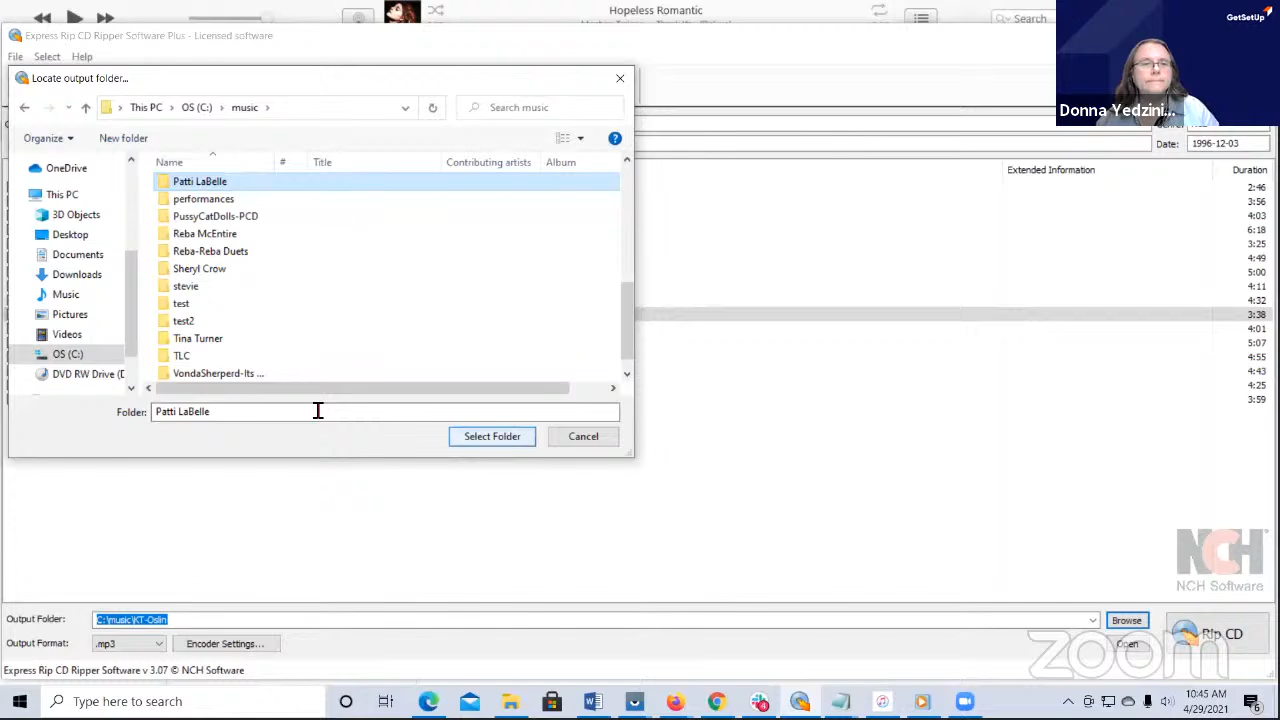 Hopeless Romantic
Search
GetSetUp
Express Rip CD Ripper Software Plus - Licensed software
File Select Help
Locate output folder...
Donna Yedzini...
This PC > OS (C:) > music >
Search music
Organize New folder
Date: 1996-12-03
Name # Title Contributing artists Album
Extended Information Duration
OneDrive
This PC
3D Objects
Desktop
Documents
Downloads
Music
Pictures
Videos
OS (C:)
DVD RW Drive (D
Patti LaBelle
performances
PussyCatDolls-PCD
Reba McEntire
Reba-Reba Duets
Sheryl Crow
stevie
test
test2
Tina Turner
TLC
VondaSherperd-Its ...
2:46
3:56
4:03
6:18
3:25
4:49
5:00
4:11
4:32
3:38
4:01
5:07
4:55
4:43
4:25
3:59
Folder: Patti LaBelle
Select Folder Cancel
NCH
NCH Software
Output Folder: C:\music\KT-Oslin Browse
Rip CD
Output Format: .mp3 Encoder Settings... Open
zoom
Express Rip CD Ripper Software v 3.07 © NCH Software
Type here to search
10:45 AM
4/29/2021
6